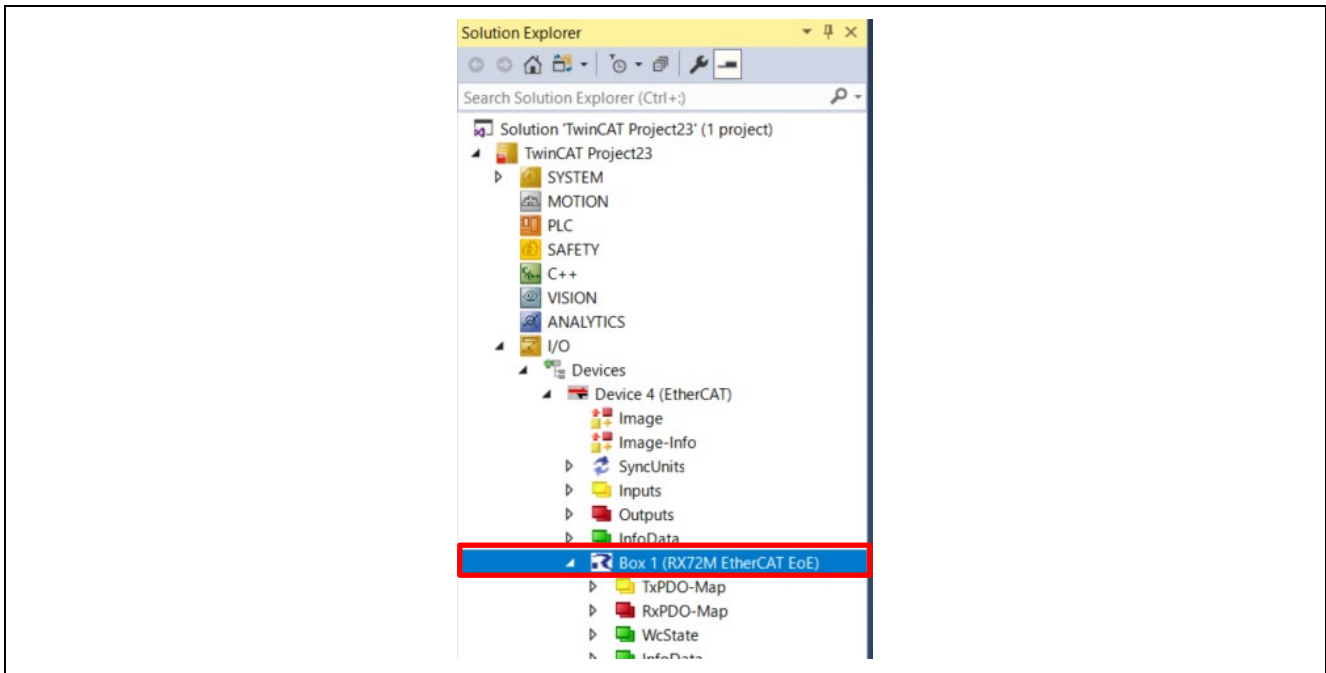 Solution Explorer
Search Solution Explorer (Ctrl+:)
Solution 'TwinCAT Project23' (1 project)
TwinCAT Project23
SYSTEM
MOTION
PLC
SAFETY
C++
VISION
ANALYTICS
I/O
Devices
Device 4 (EtherCAT)
Image
Image-Info
SyncUnits
Inputs
Outputs
InfoData
Box 1 (RX72M EtherCAT EoE)
TxPDO-Map
RxPDO-Map
WcState
InfoData